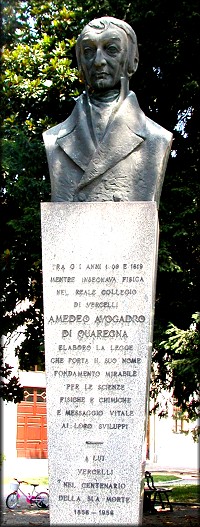 TRA GLI ANNI 1809 E 1819
MENTRE INSEGNAVA FISICA
NEL REALE COLLEGIO
DI VERCELLI
AMEDEO AVOGADRO
DI QUAREGNA
ELABORÒ LA LEGGE
CHE PORTA IL SUO NOME
FONDAMENTO MIRABILE
PER LE SCIENZE
FISICHE E CHIMICHE
E MESSAGGIO VITALE
AI LORO SVILUPPI
A LUI
VERCELLI
NEL CENTENARIO
DELLA SUA MORTE
1856 - 1956